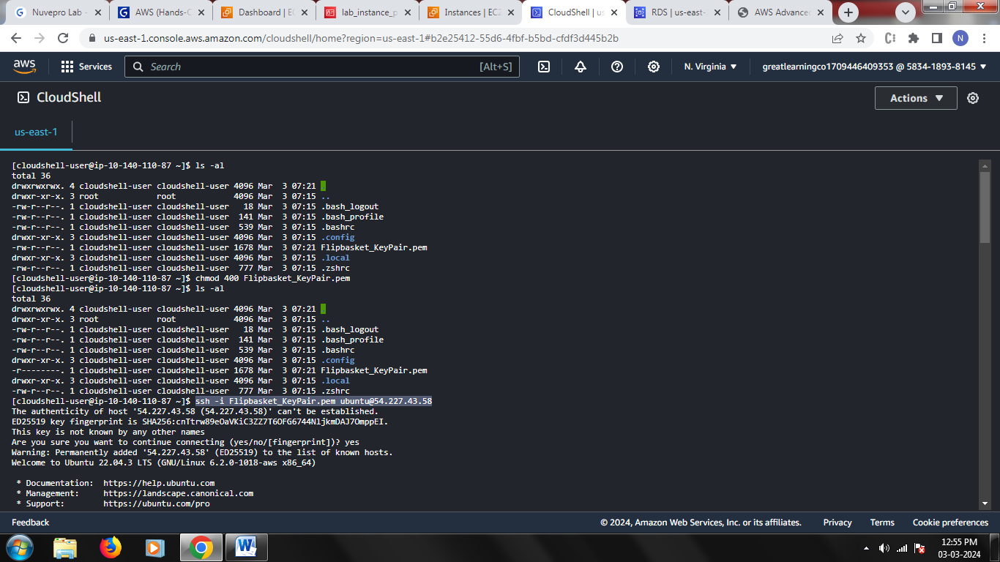 Nuvepro Lab -
AWS (Hands-O
Dashboard | EC
lab_instance_p
Instances | EC2
CloudShell | us
RDS | us-east-
AWS Advance
us-east-1.console.aws.amazon.com/cloudshell/home?region=us-east-1#b2e25412-55d6-4fbf-b5bd-cfdf3d445b2b
N
aws
Services
Search
[Alt+S]
N. Virginia
greatlearningco1709446409353 @ 5834-1893-8145
CloudShell
Actions
us-east-1
[cloudshell-user@ip-10-140-110-87 ~]$ ls -al
total 36
drwxrwxrwx. 4 cloudshell-user cloudshell-user 4096 Mar  3 07:21 .
drwxr-xr-x. 3 root            root            4096 Mar  3 07:15 ..
-rw-r--r--. 1 cloudshell-user cloudshell-user   18 Mar  3 07:15 .bash_logout
-rw-r--r--. 1 cloudshell-user cloudshell-user  141 Mar  3 07:15 .bash_profile
-rw-r--r--. 1 cloudshell-user cloudshell-user  539 Mar  3 07:15 .bashrc
drwxr-xr-x. 3 cloudshell-user cloudshell-user 4096 Mar  3 07:15 .config
-rw-r--r--. 1 cloudshell-user cloudshell-user 1678 Mar  3 07:21 Flipbasket_KeyPair.pem
drwxr-xr-x. 3 cloudshell-user cloudshell-user 4096 Mar  3 07:15 .local
-rw-r--r--. 1 cloudshell-user cloudshell-user  777 Mar  3 07:15 .zshrc
[cloudshell-user@ip-10-140-110-87 ~]$ chmod 400 Flipbasket_KeyPair.pem
[cloudshell-user@ip-10-140-110-87 ~]$ ls -al
total 36
drwxrwxrwx. 4 cloudshell-user cloudshell-user 4096 Mar  3 07:21 .
drwxr-xr-x. 3 root            root            4096 Mar  3 07:15 ..
-rw-r--r--. 1 cloudshell-user cloudshell-user   18 Mar  3 07:15 .bash_logout
-rw-r--r--. 1 cloudshell-user cloudshell-user  141 Mar  3 07:15 .bash_profile
-rw-r--r--. 1 cloudshell-user cloudshell-user  539 Mar  3 07:15 .bashrc
drwxr-xr-x. 3 cloudshell-user cloudshell-user 4096 Mar  3 07:15 .config
-r--------. 1 cloudshell-user cloudshell-user 1678 Mar  3 07:21 Flipbasket_KeyPair.pem
drwxr-xr-x. 3 cloudshell-user cloudshell-user 4096 Mar  3 07:15 .local
-rw-r--r--. 1 cloudshell-user cloudshell-user  777 Mar  3 07:15 .zshrc
[cloudshell-user@ip-10-140-110-87 ~]$ ssh -i Flipbasket_KeyPair.pem ubuntu@54.227.43.58
The authenticity of host '54.227.43.58 (54.227.43.58)' can't be established.
ED25519 key fingerprint is SHA256:cnTtrw89eOaVKiC3ZZ7T6OFG6744NljkmDAJ7OmppEI.
This key is not known by any other names
Are you sure you want to continue connecting (yes/no/[fingerprint])? yes
Warning: Permanently added '54.227.43.58' (ED25519) to the list of known hosts.
Welcome to Ubuntu 22.04.3 LTS (GNU/Linux 6.2.0-1018-aws x86_64)
* Documentation:  https://help.ubuntu.com
* Management:     https://landscape.canonical.com
* Support:        https://ubuntu.com/pro
Feedback
© 2024, Amazon Web Services, Inc. or its affiliates.
Privacy
Terms
Cookie preferences
12:55 PM
03-03-2024